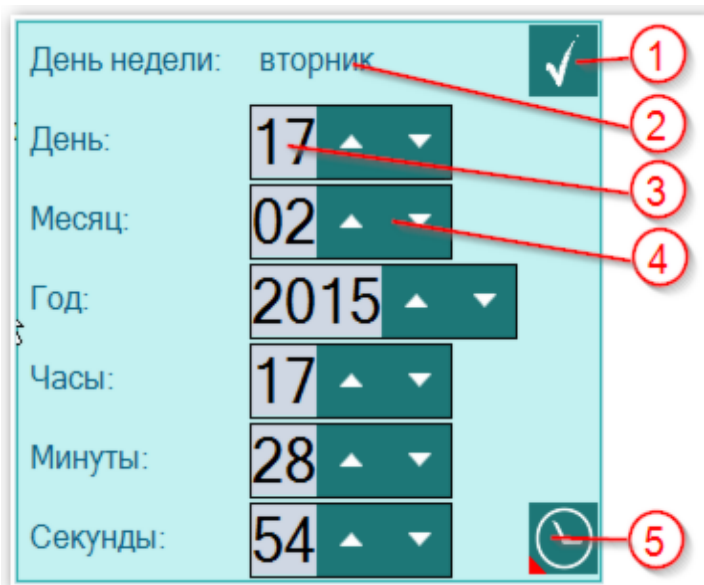 День недели: вторник 1
2
День: 17
3
Месяц: 02
4
Год: 2015
Часы: 17
Минуты: 28
Секунды: 54 5